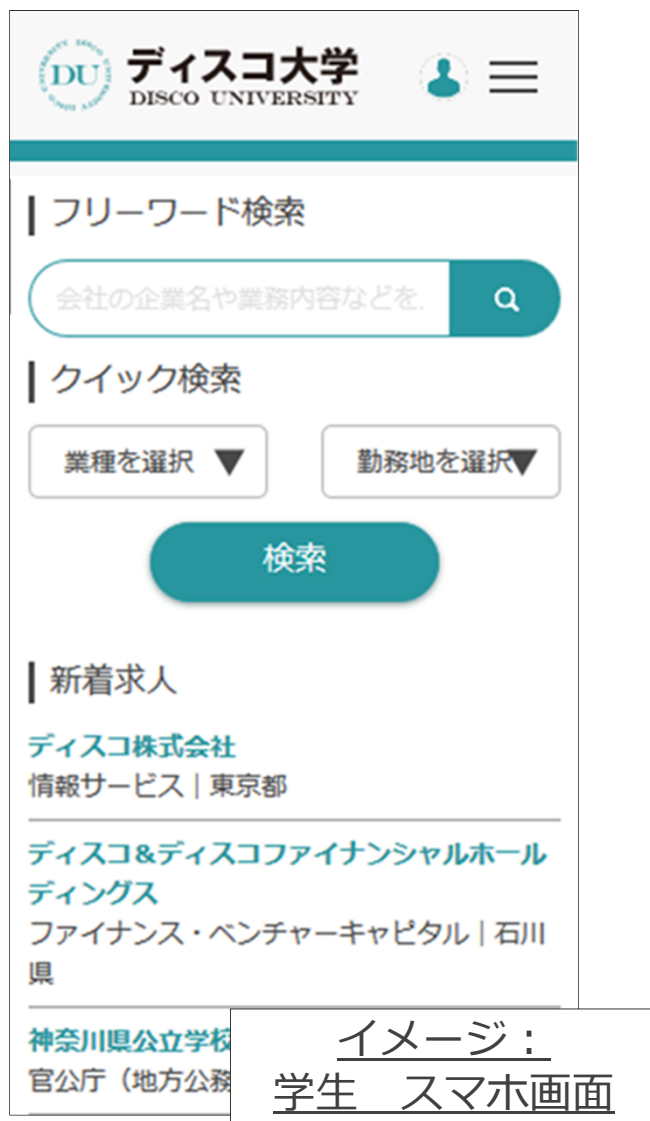 DU
ディスコ大学
DISCO UNIVERSITY
フリーワード検索
会社の企業名や業務内容などを.
クイック検索
業種を選択 ▼
勤務地を選択▼
検索
新着求人
ディスコ株式会社
情報サービス｜東京都
ディスコ&ディスコファイナンシャルホール
ディングス
ファイナンス・ベンチャーキャピタル｜石川
県
神奈川県公立学校
官公庁（地方公務
イメージ：
学生　スマホ画面